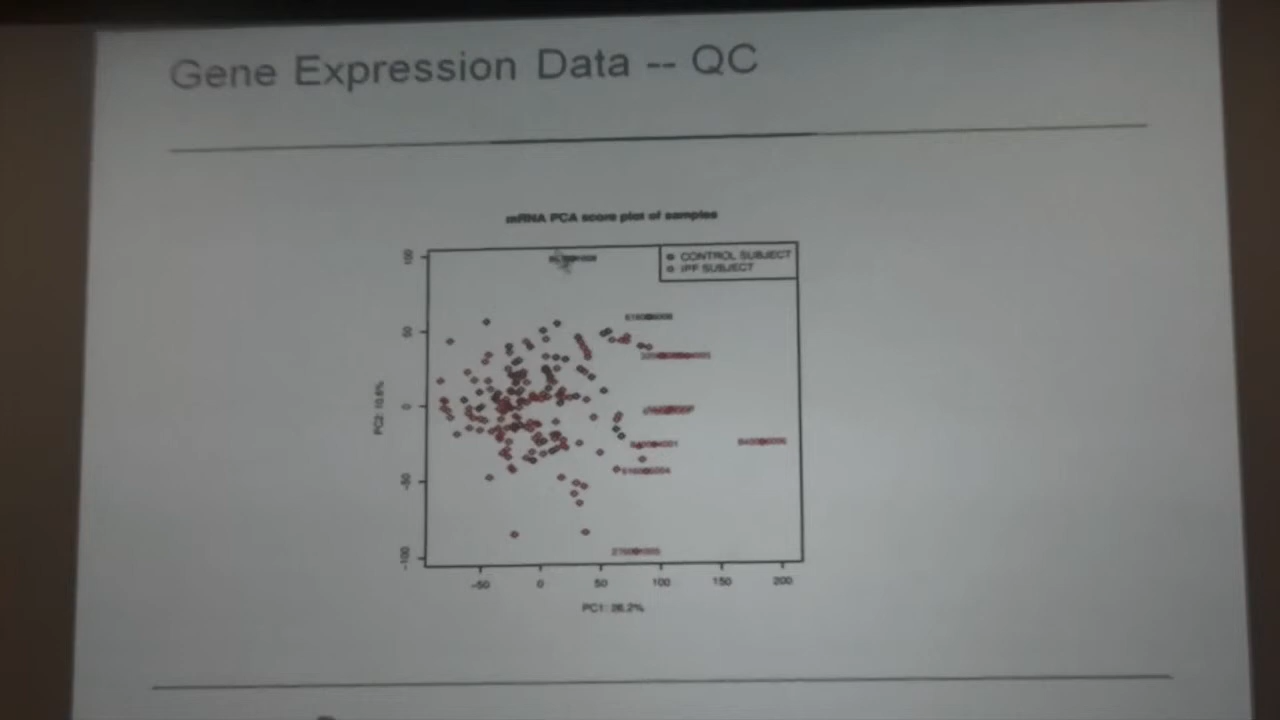 Gene Expression Data -- QC
mRNA PCA score plot of samples
CONTROL SUBJECT
IPF SUBJECT
100
50
0
-50
-100
PC2: 10.6%
-50
0
50
100
150
200
PC1: 26.2%